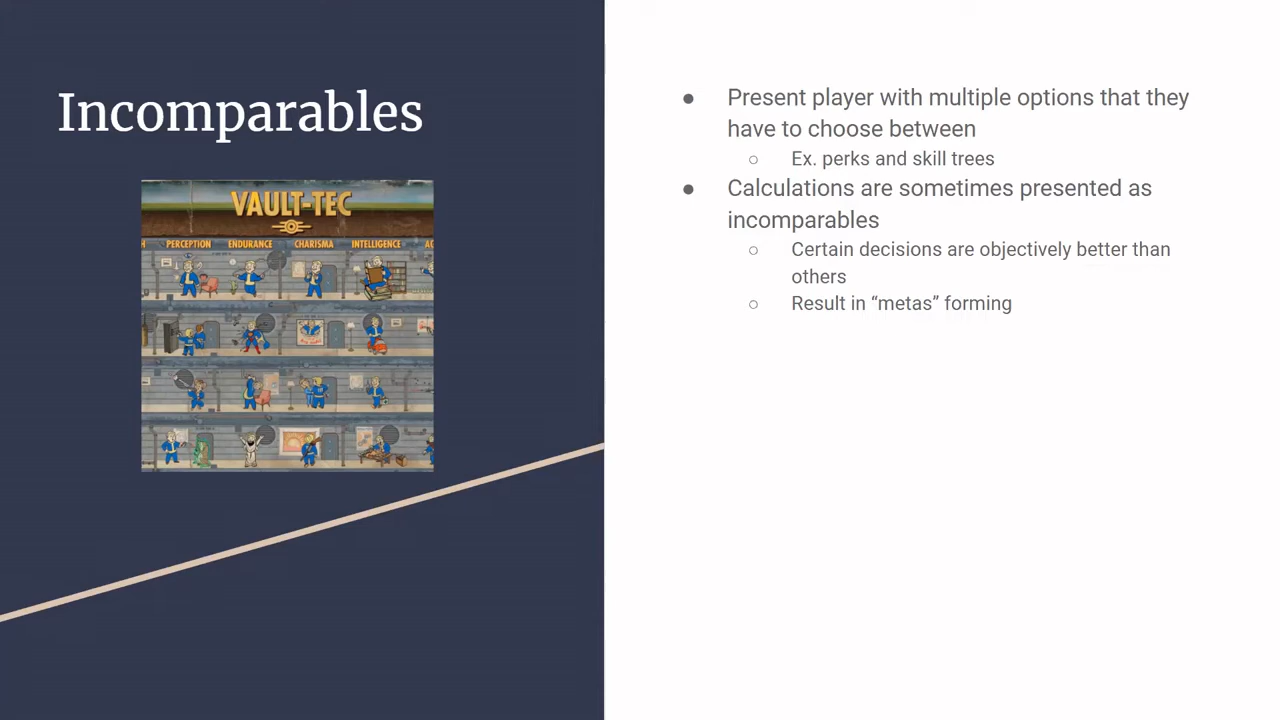 Incomparables
VAULT-TEC
H PERCEPTION ENDURANCE CHARISMA INTELLIGENCE AG
● Present player with multiple options that they
have to choose between
○ Ex. perks and skill trees
● Calculations are sometimes presented as
incomparables
○ Certain decisions are objectively better than
others
○ Result in “metas” forming